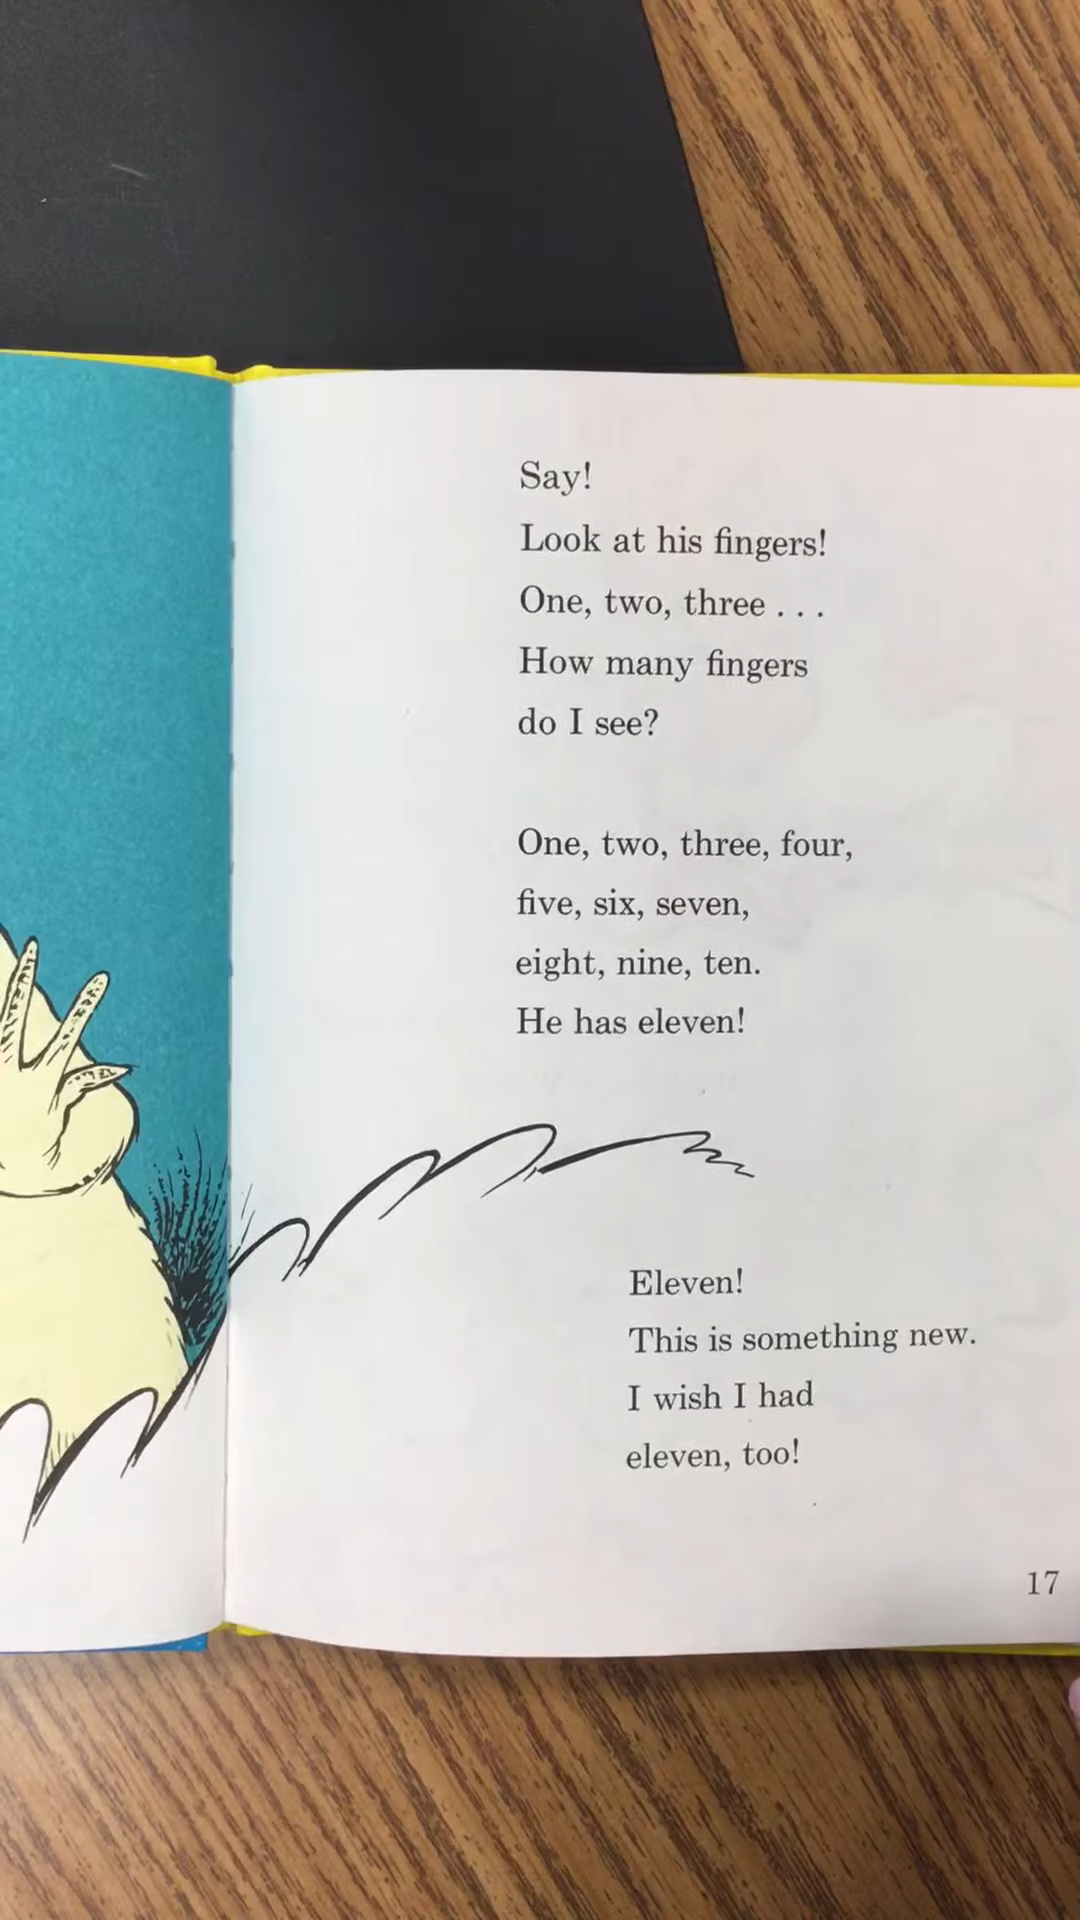 Say!
Look at his fingers!
One, two, three . . .
How many fingers
do I see?
One, two, three, four,
five, six, seven,
eight, nine, ten.
He has eleven!
Eleven!
This is something new.
I wish I had
eleven, too!
17